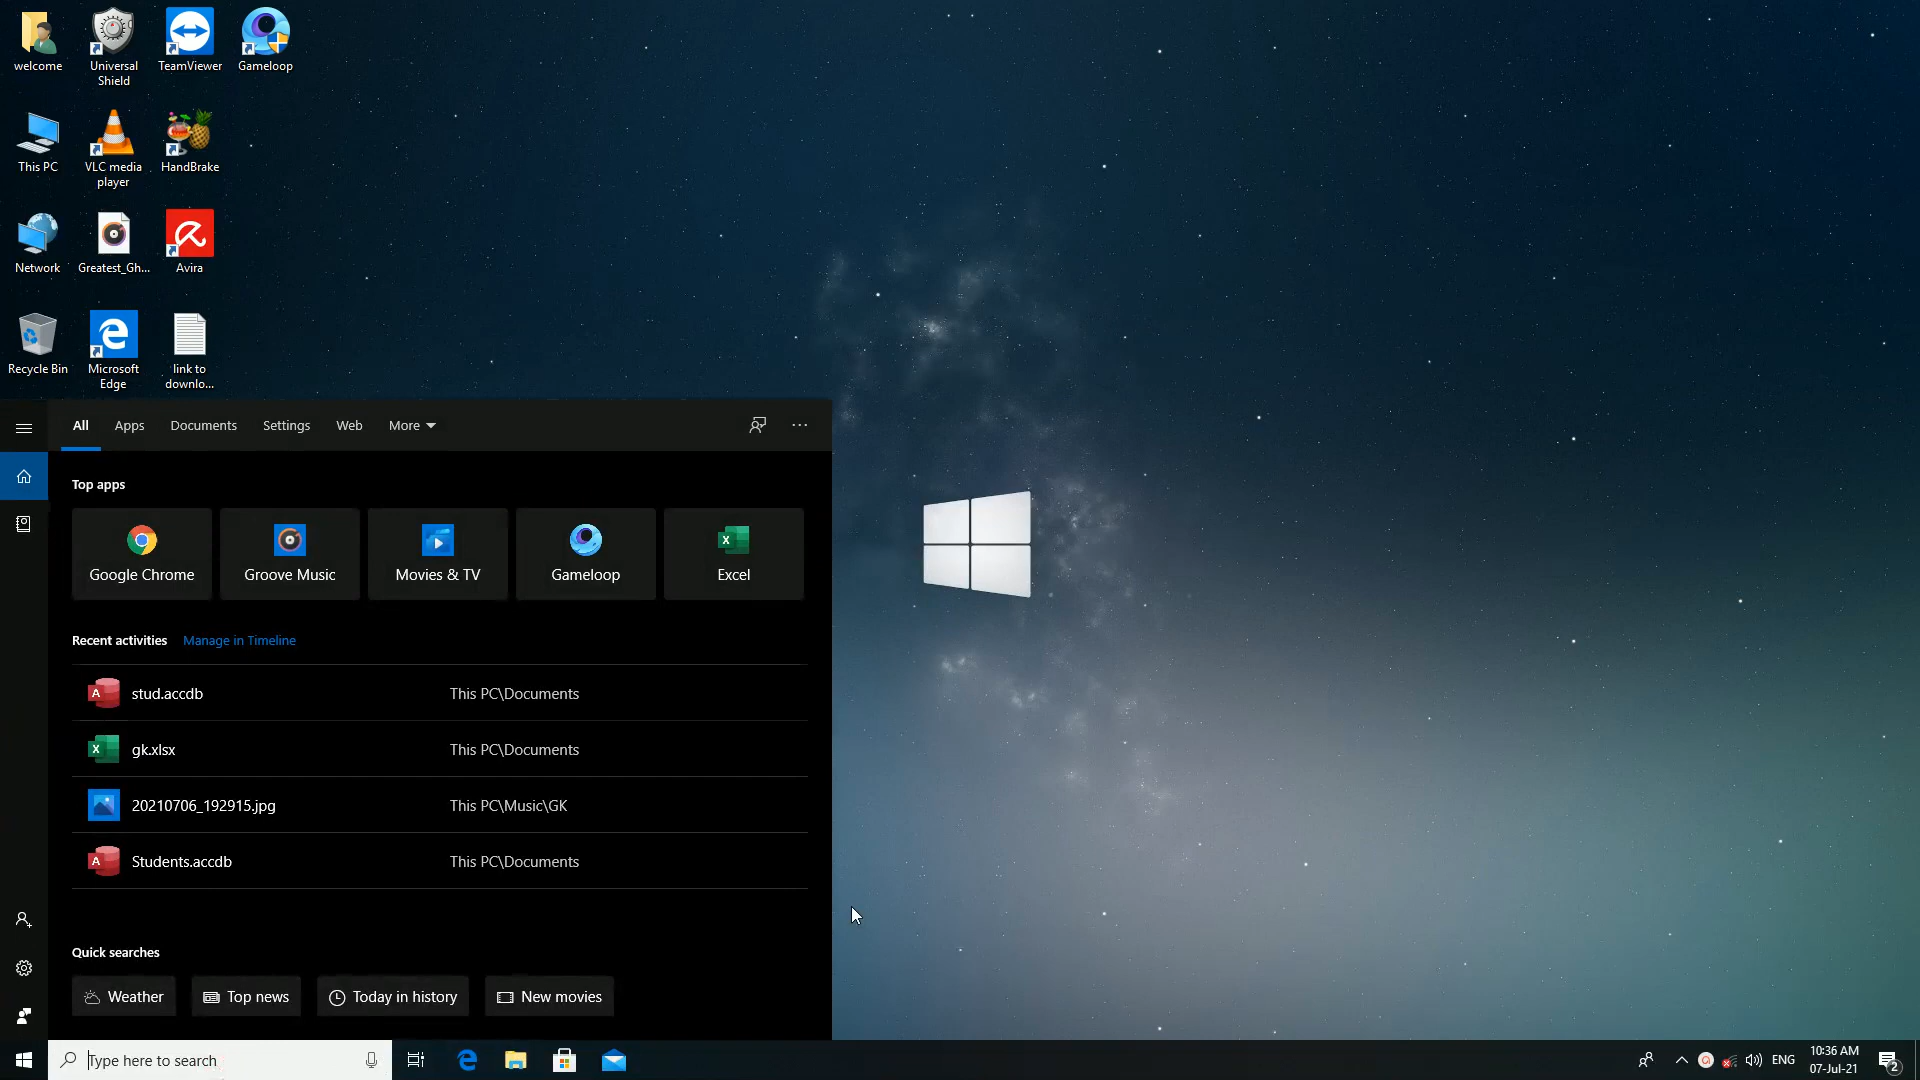 welcome
Universal
Shield
TeamViewer
Gameloop
This PC
VLC media
player
HandBrake
Network
Greatest_Gh...
Avira
Recycle Bin
Microsoft
Edge
link to
downlo...
All Apps Documents Settings Web More
Top apps
Google Chrome Groove Music Movies & TV Gameloop Excel
Recent activities Manage in Timeline
stud.accdb This PC\Documents
gk.xlsx This PC\Documents
20210706_192915.jpg This PC\Music\GK
Students.accdb This PC\Documents
Quick searches
Weather Top news Today in history New movies
Type here to search
ENG
10:36 AM
07-Jul-21
2